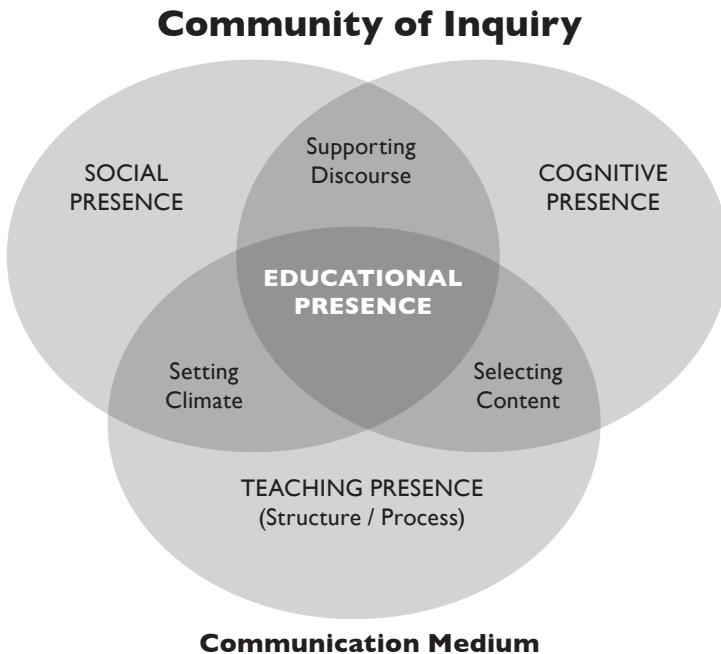 Community of Inquiry
Supporting
Discourse
SOCIAL
PRESENCE
COGNITIVE
PRESENCE
EDUCATIONAL
PRESENCE
Setting
Climate
Selecting
Content
TEACHING PRESENCE
(Structure / Process)
Communication Medium